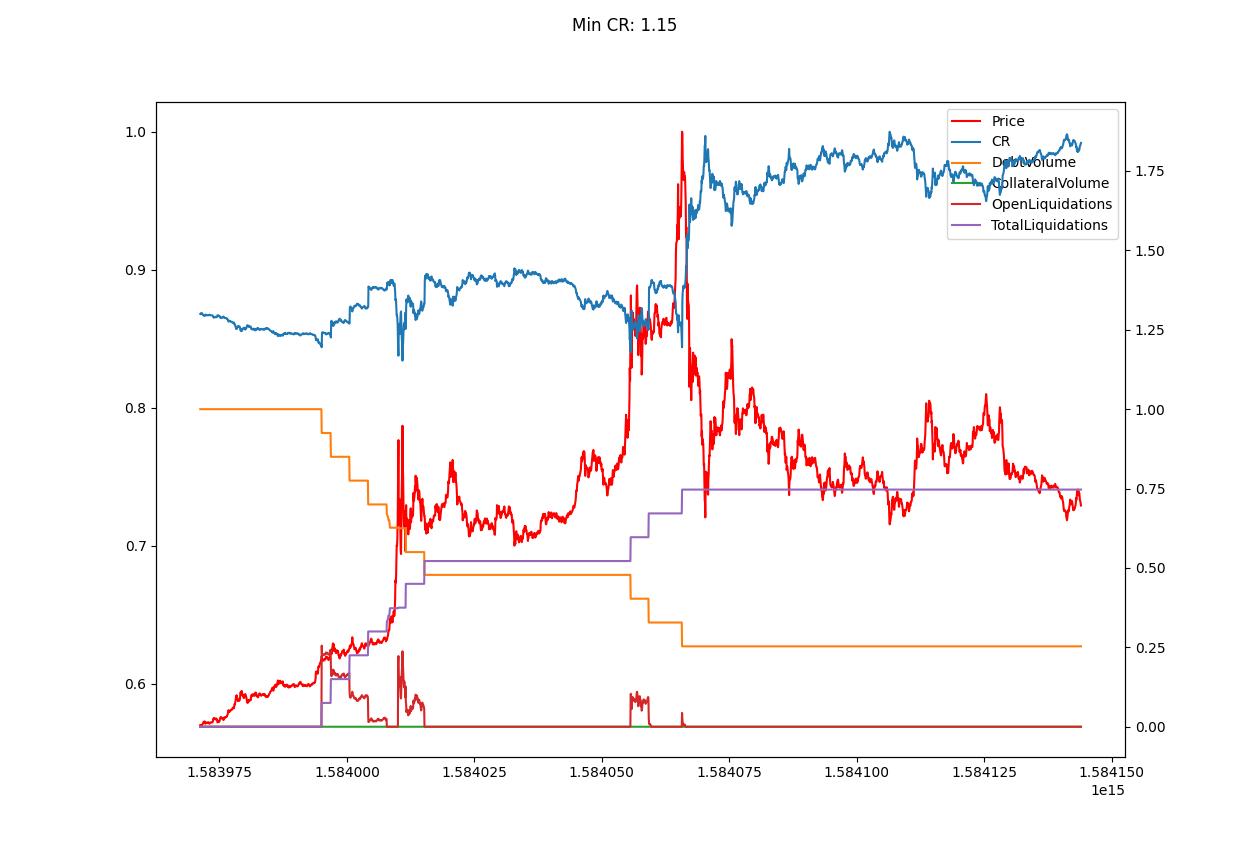 Min CR: 1.15
1.0
0.9
0.8
0.7
0.6
Price
CR
DebtVolume
CollateralVolume
OpenLiquidations
TotalLiquidations
1.75
1.50
1.25
1.00
0.75
0.50
0.25
0.00
1.583975 1.584000 1.584025 1.584050 1.584075 1.584100 1.584125 1.584150
1e15